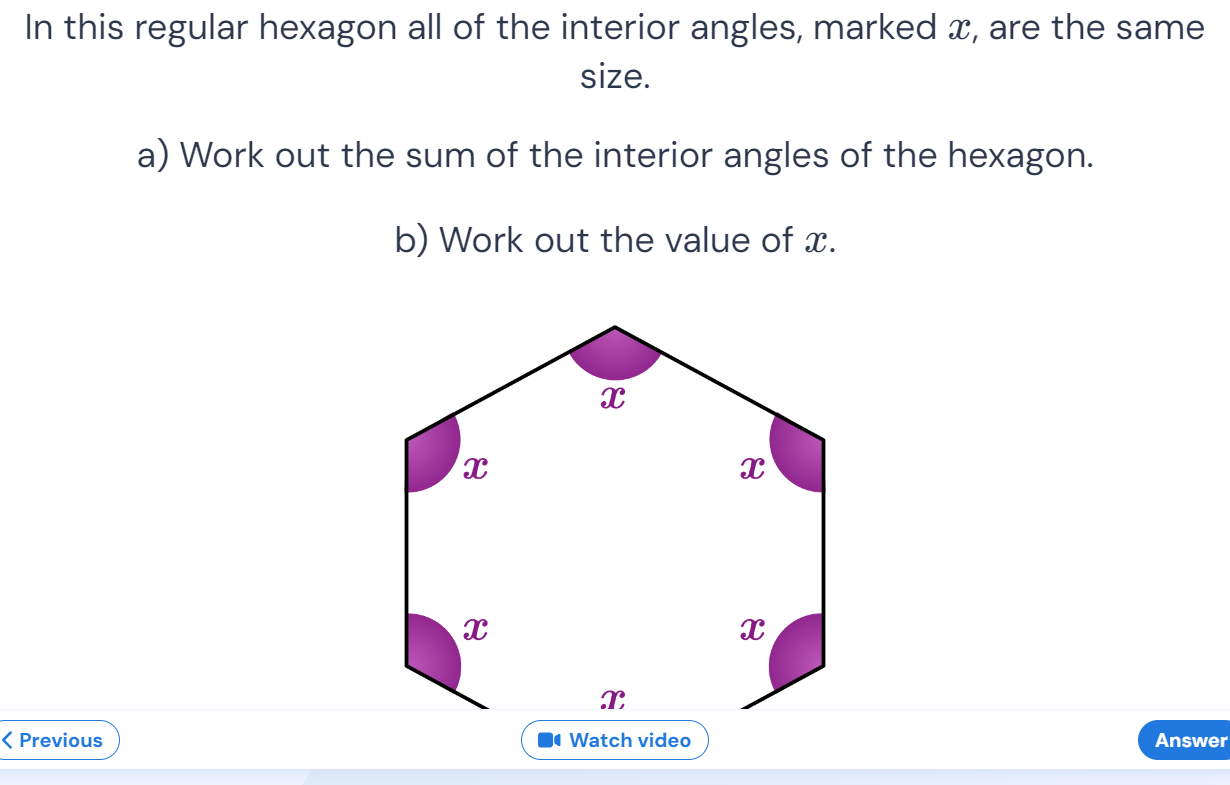 In this regular hexagon all of the interior angles, marked x, are the same
size.
a) Work out the sum of the interior angles of the hexagon.
b) Work out the value of x.
x
x x
x x
x
Previous Watch video Answer